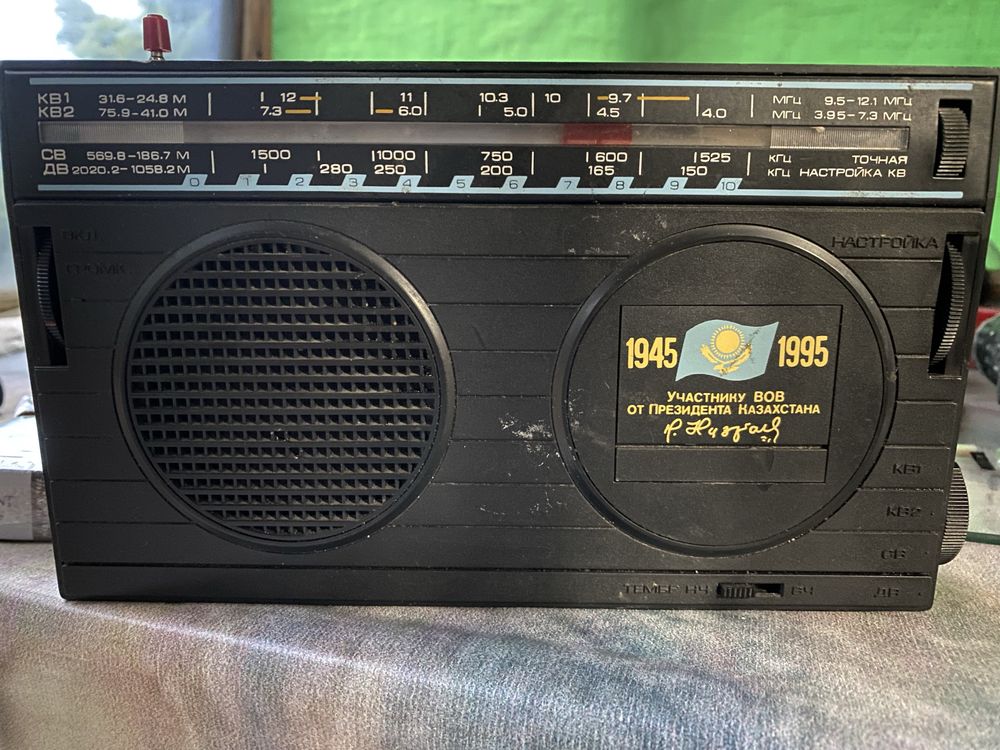 КВ1 31.6-24.8 М 12 11 10.3 10 9.7 МГц 9.5-12.1 МГц
КВ2 75.9-41.0 М 7.3 6.0 5.0 4.5 4.0 МГц 3.95-7.3 МГц
СВ 569.8-186.7 М 1500 1000 750 600 525 кГц ТОЧНАЯ
ДВ 2020.2-1058.2 М 280 250 200 165 150 кГц НАСТРОЙКА КВ
0 1 2 3 4 5 6 7 8 9 10
ВКЛ
ГРОМК
НАСТРОЙКА
1945 1995
УЧАСТНИКУ ВОВ
ОТ ПРЕЗИДЕНТА КАЗАХСТАНА
КВ1
КВ2
СВ
ТЕМБР НЧ ВЧ ДВ